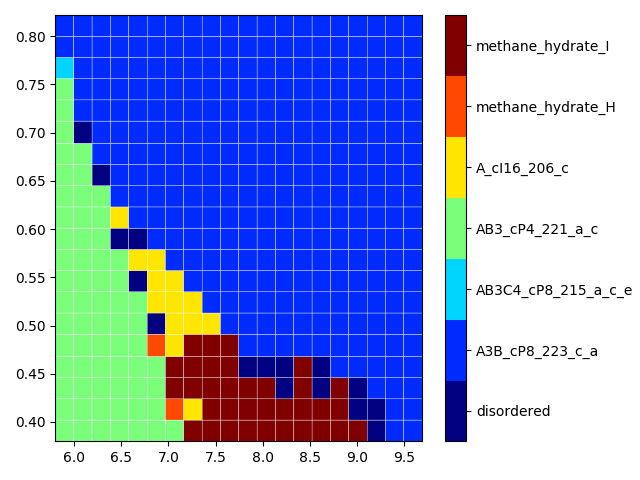 0.80
0.75
0.70
0.65
0.60
0.55
0.50
0.45
0.40
6.0 6.5 7.0 7.5 8.0 8.5 9.0 9.5
methane_hydrate_I
methane_hydrate_H
A_cI16_206_c
AB3_cP4_221_a_c
AB3C4_cP8_215_a_c_e
A3B_cP8_223_c_a
disordered